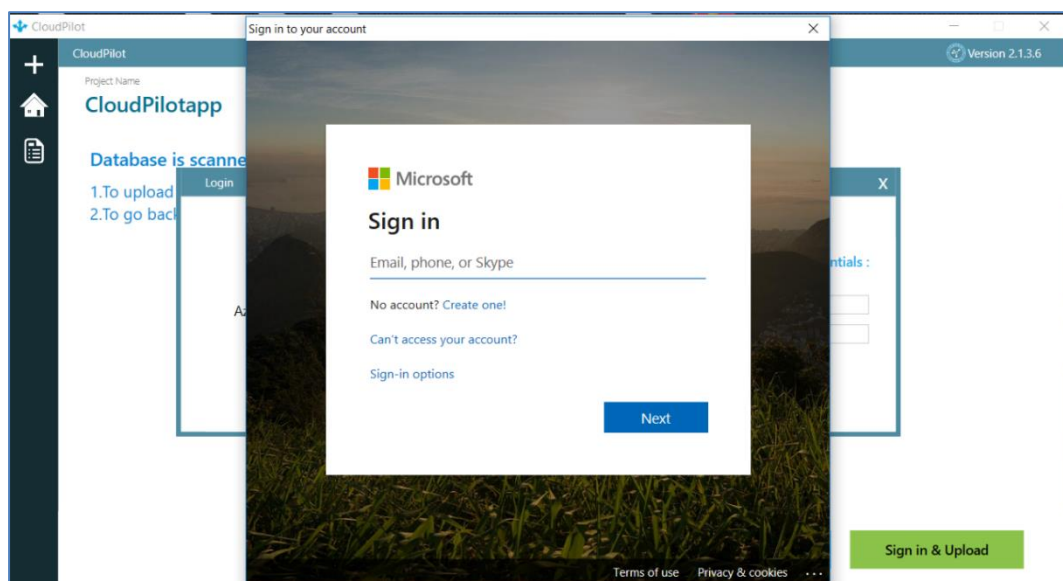 CloudPilot
Sign in to your account
CloudPilot
Version 2.1.3.6
Project Name
CloudPilotapp
Database is scanne
1.To upload
2.To go back
Login
X
ntials :
Az
Microsoft
Sign in
Email, phone, or Skype
No account? Create one!
Can't access your account?
Sign-in options
Next
Sign in & Upload
Terms of use Privacy & cookies ...